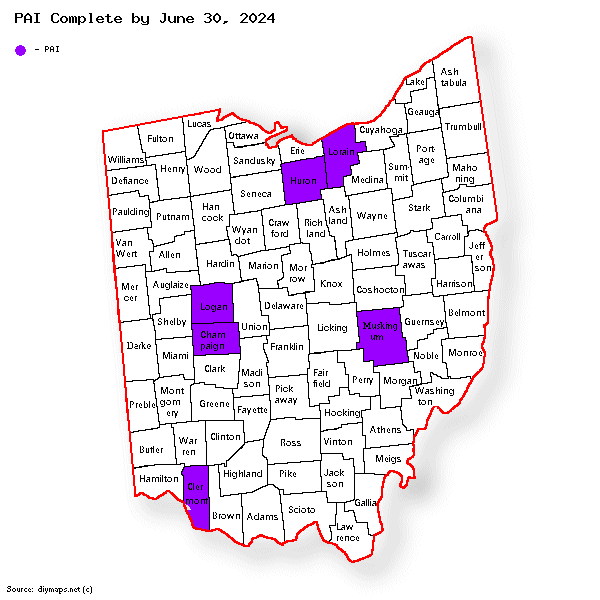 PAI Complete by June 30, 2024
- PAI
Lake
Ash
tabula
Geauga
Trumbull
Lucas
Fulton
Williams
Ottawa
Cuyahoga
Erie
Lorain
Port
age
Sandusky
Wood
Henry
Defiance
Huron
Medina
Sum
mit
Maho
ning
Seneca
Paulding
Putnam
Han
cock
Ash
land
Wayne
Stark
Columbi
ana
Wyan
dot
Craw
ford
Rich
land
Van
Wert
Allen
Carroll
Jeff
er
son
Holmes
Tuscar
awas
Hardin
Marion
Mor
row
Knox
Mer
cer
Auglaize
Coshocton
Harrison
Logan
Delaware
Belmont
Shelby
Union
Licking
Musking
um
Guernsey
Darke
Cham
paign
Franklin
Miami
Noble
Monroe
Clark
Madi
son
Fair
field
Perry
Morgan
Washing
ton
Preble
Mont
gom
ery
Greene
Fayette
Pick
away
Hocking
Athens
Butler
War
ren
Clinton
Ross
Vinton
Meigs
Hamilton
Cler
mont
Highland
Pike
Jack
son
Gallia
Brown
Adams
Scioto
Law
rence
Source: diymaps.net (c)